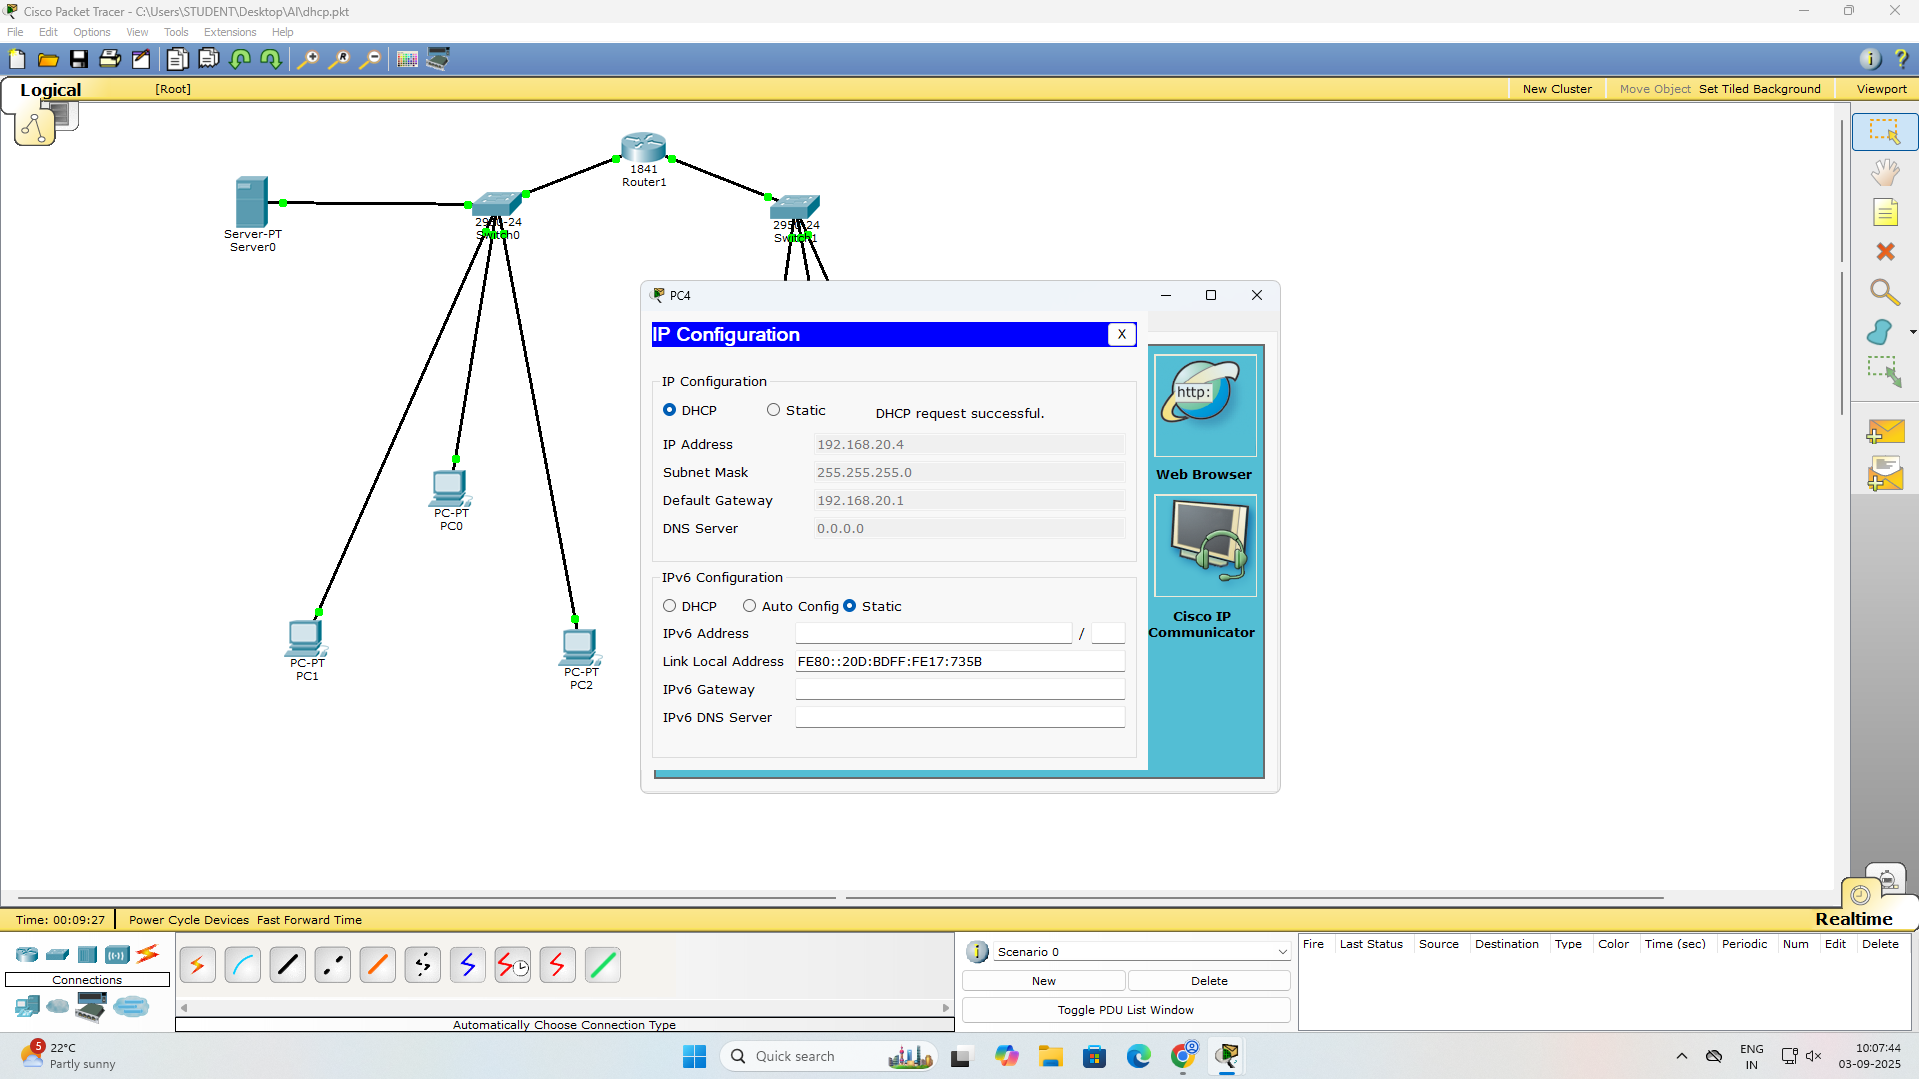 Cisco Packet Tracer - C:\Users\STUDENT\Desktop\AI\dhcp.pkt
File Edit Options View Tools Extensions Help
Logical [Root] New Cluster Move Object Set Tiled Background Viewport
1841
Router1
Server-PT
Server0
Switch0
Switch1
PC-PT
PC0
PC-PT
PC1
PC-PT
PC2
PC4
IP Configuration X
IP Configuration
DHCP Static DHCP request successful.
IP Address 192.168.20.4
Subnet Mask 255.255.255.0
Default Gateway 192.168.20.1
DNS Server 0.0.0.0
IPv6 Configuration
DHCP Auto Config Static
IPv6 Address /
Link Local Address FE80::20D:BDFF:FE17:735B
IPv6 Gateway
IPv6 DNS Server
http:
Web Browser
Cisco IP
Communicator
Time: 00:09:27 Power Cycle Devices Fast Forward Time
Realtime
Connections
Automatically Choose Connection Type
Scenario 0
New Delete
Toggle PDU List Window
Fire Last Status Source Destination Type Color Time (sec) Periodic Num Edit Delete
5
22°C
Partly sunny
Quick search
ENG
IN
10:07:44
03-09-2025